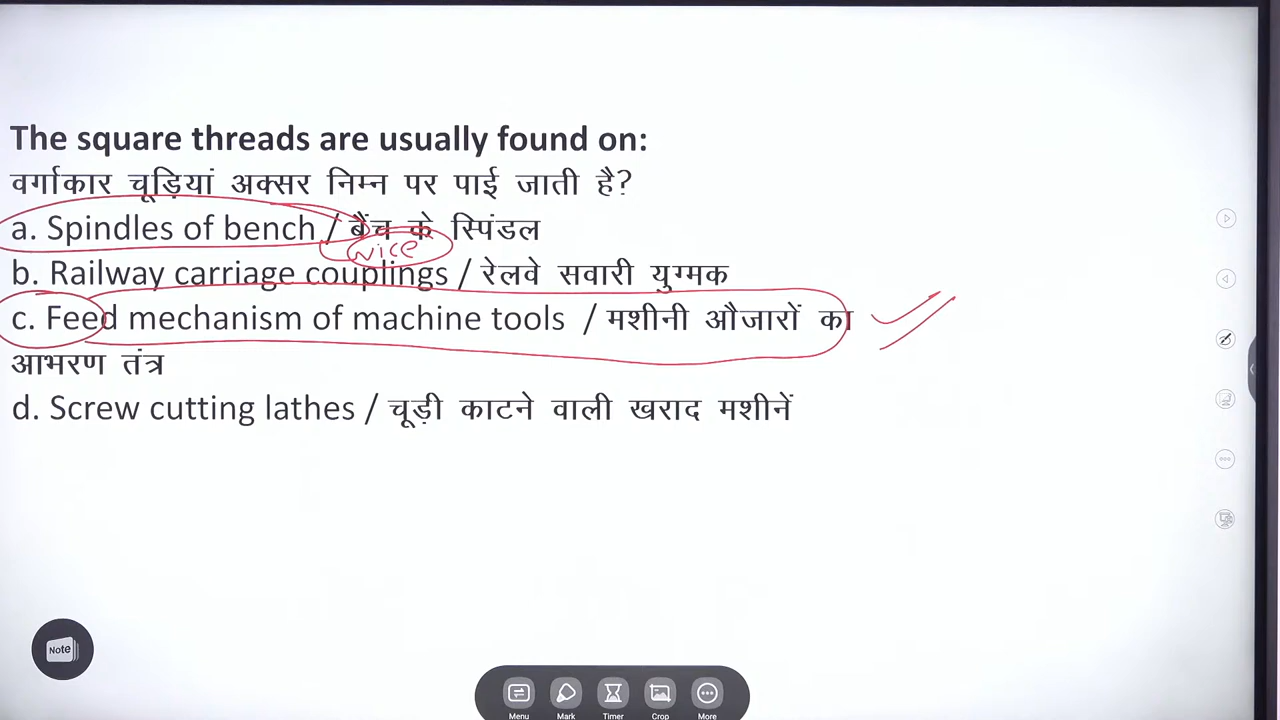 The square threads are usually found on:
वर्गाकार चूड़ियां अक्सर निम्न पर पाई जाती है?
a. Spindles of bench / बैंच के स्पिंडल
vice
b. Railway carriage couplings / रेलवे सवारी युग्मक
c. Feed mechanism of machine tools / मशीनी औजारों का
आभरण तंत्र
d. Screw cutting lathes / चूड़ी काटने वाली खराद मशीनें
Note
Menu Mark Timer Crop More